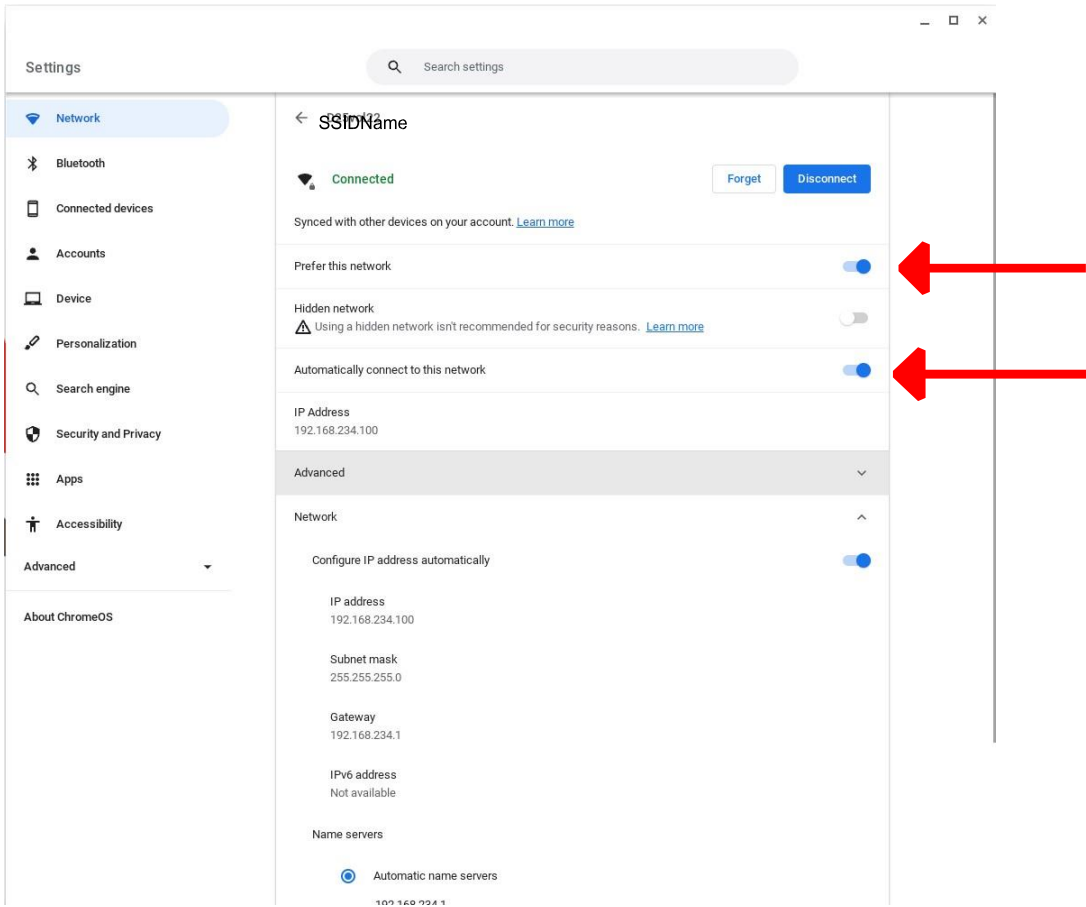 Settings
Search settings
Network
Bluetooth
Connected devices
Accounts
Device
Personalization
Search engine
Security and Privacy
Apps
Accessibility
Advanced
About ChromeOS
SSIDName
Connected
Forget
Disconnect
Synced with other devices on your account. Learn more
Prefer this network
Hidden network
Using a hidden network isn't recommended for security reasons. Learn more
Automatically connect to this network
IP Address
192.168.234.100
Advanced
Network
Configure IP address automatically
IP address
192.168.234.100
Subnet mask
255.255.255.0
Gateway
192.168.234.1
IPv6 address
Not available
Name servers
Automatic name servers
192.168.234.1